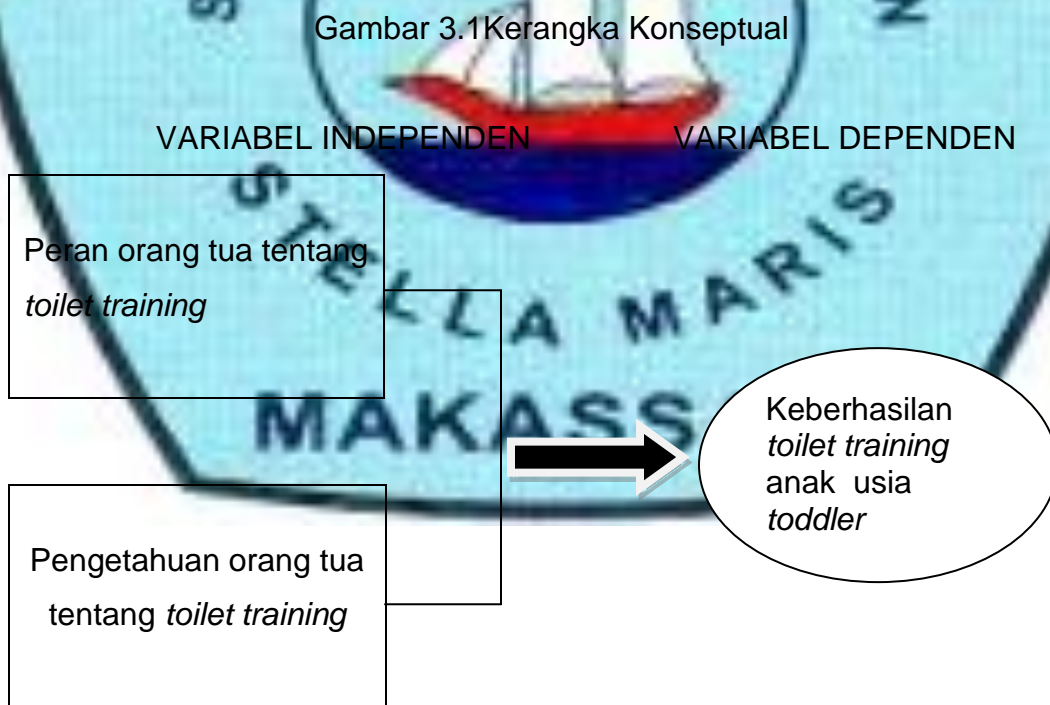 Gambar 3.1Kerangka Konseptual
VARIABEL INDEPENDEN VARIABEL DEPENDEN
Peran orang tua tentang
toilet training
STELLA MARIS
MAKASS
Keberhasilan
toilet training
anak usia
toddler
Pengetahuan orang tua
tentang toilet training